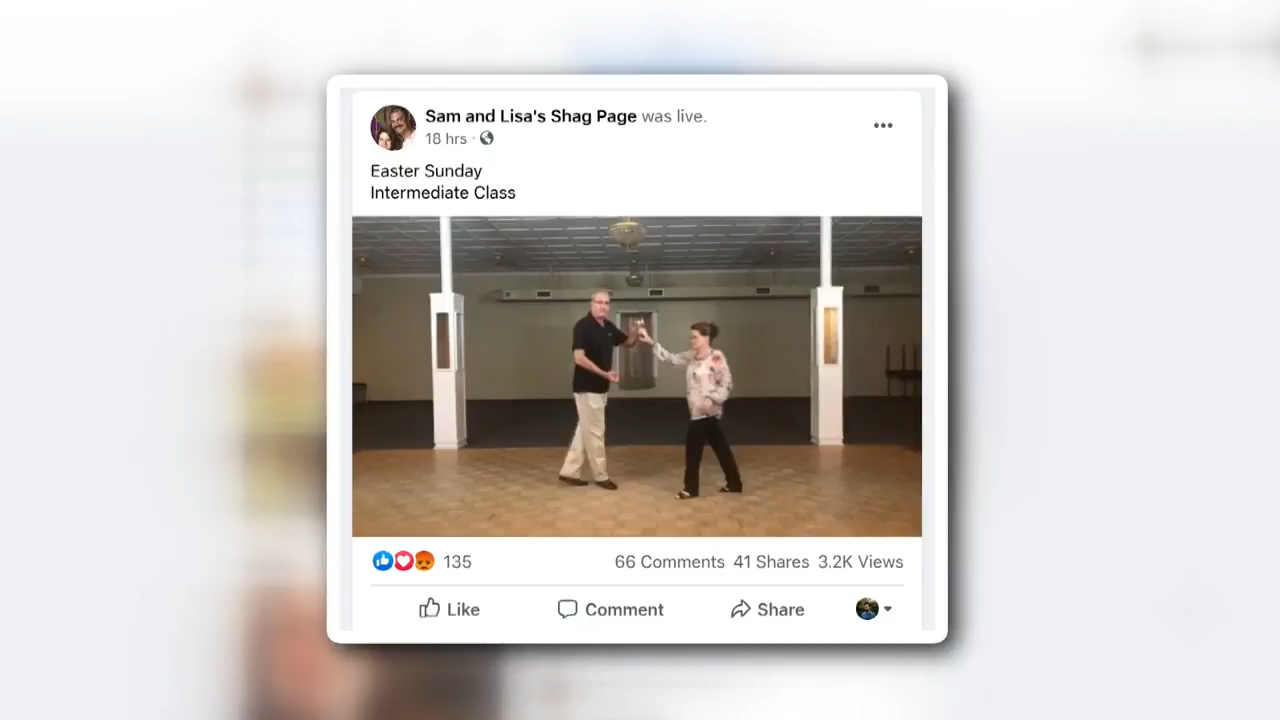 Sam and Lisa's Shag Page was live.
18 hrs ·
Easter Sunday
Intermediate Class
135
66 Comments 41 Shares 3.2K Views
Like
Comment
Share